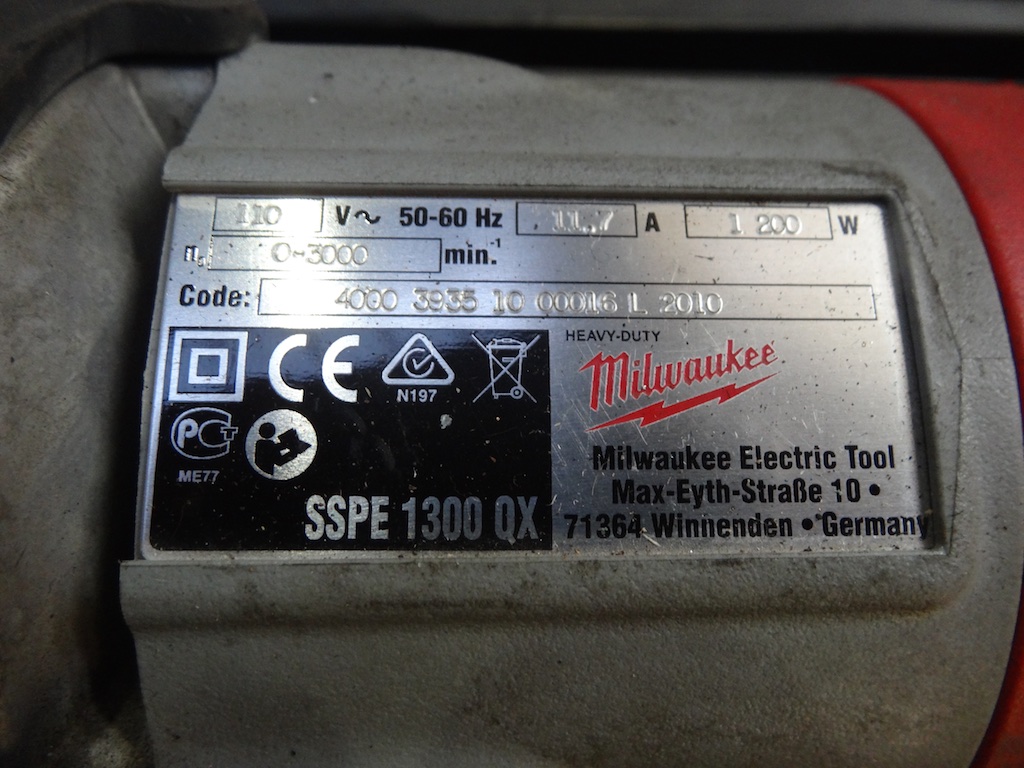 110 V~ 50-60 Hz 11,7 A 1 200 W
n₀ 0-3000 min.⁻¹
Code: 4000 3935 10 00016 L 2010
CE
N197
HEAVY-DUTY
Milwaukee
ME77
SSPE 1300 QX
Milwaukee Electric Tool
Max-Eyth-Straße 10 •
71364 Winnenden • Germany